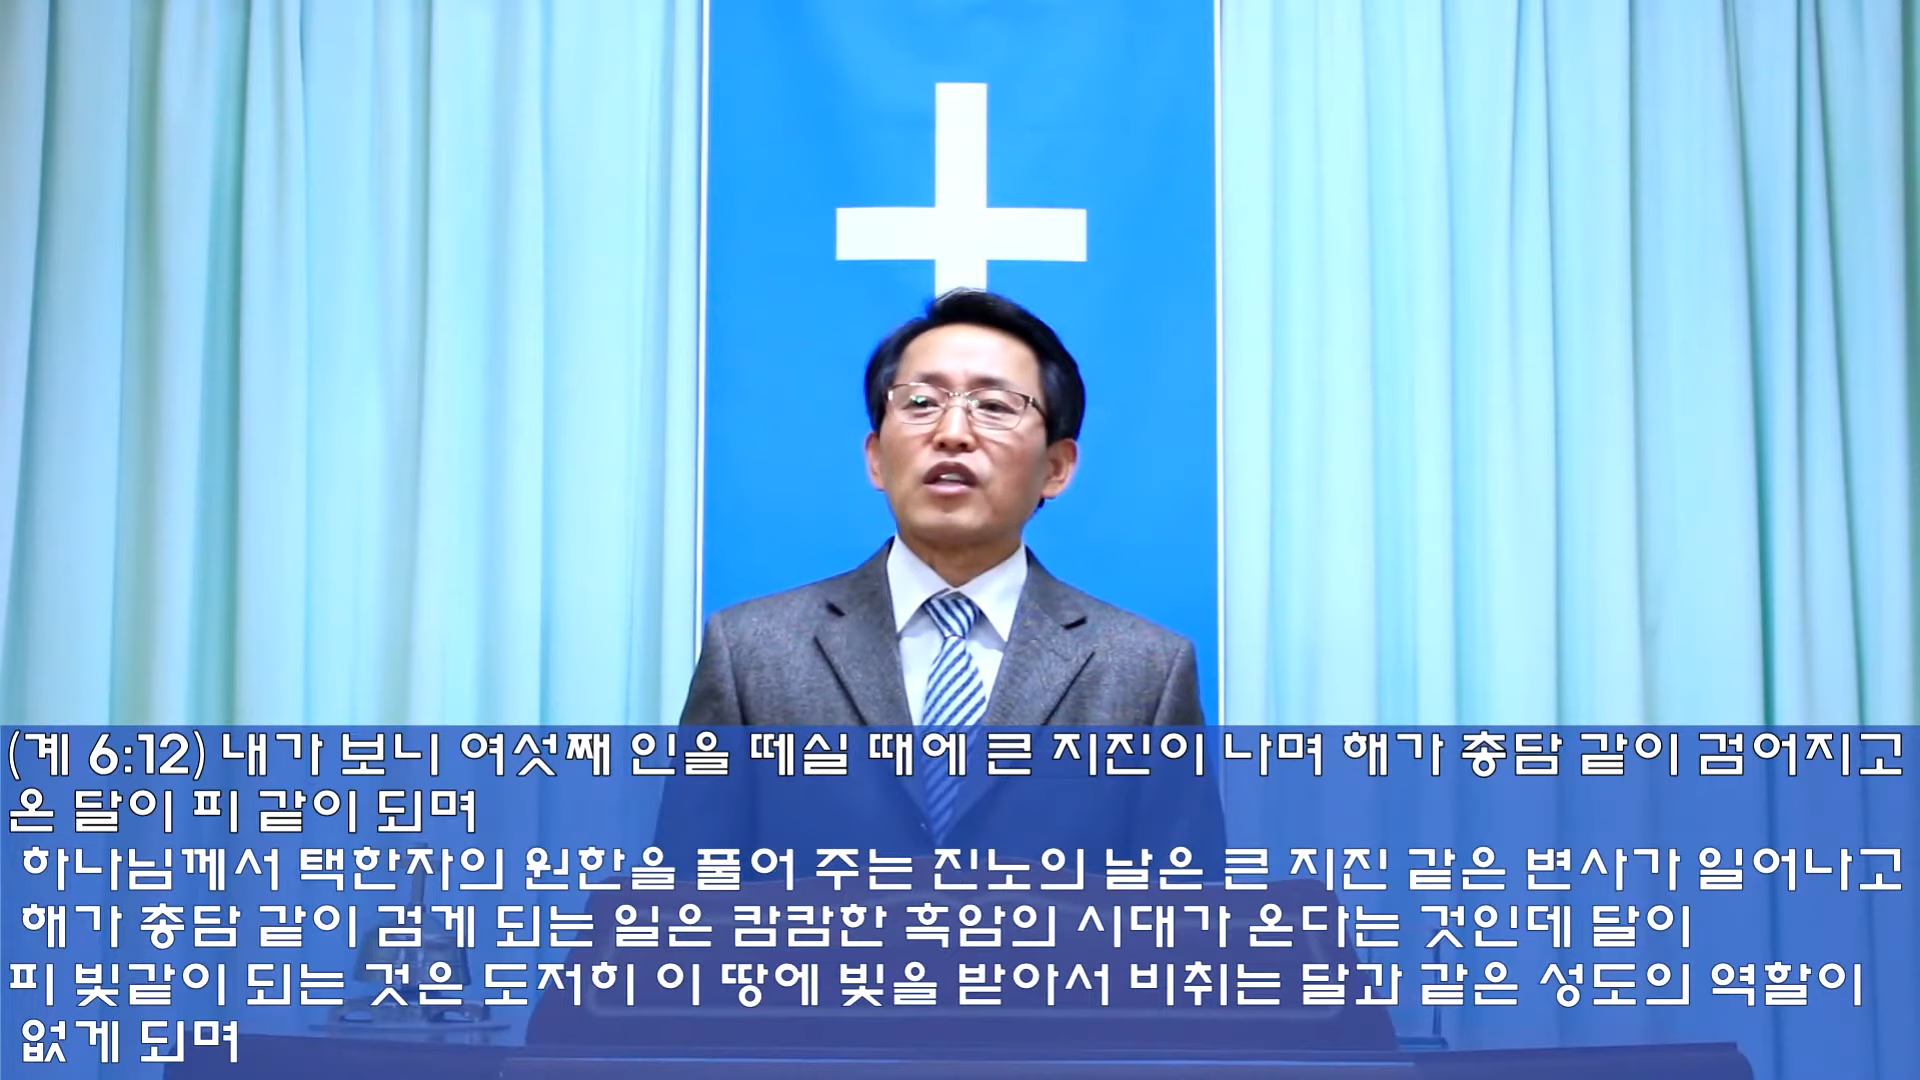 (계 6:12) 내가 보니 여섯째 인을 떼실 때에 큰 지진이 나며 해가 총담 같이 검어지고
온 달이 피 같이 되며
하나님께서 택한자의 원한을 풀어 주는 진노의 날은 큰 지진 같은 변사가 일어나고
해가 총담 같이 검게 되는 일은 캄캄한 흑암의 시대가 온다는 것인데 달이
피 빛같이 되는 것은 도저히 이 땅에 빛을 받아서 비취는 달과 같은 성도의 역할이
없게 되며